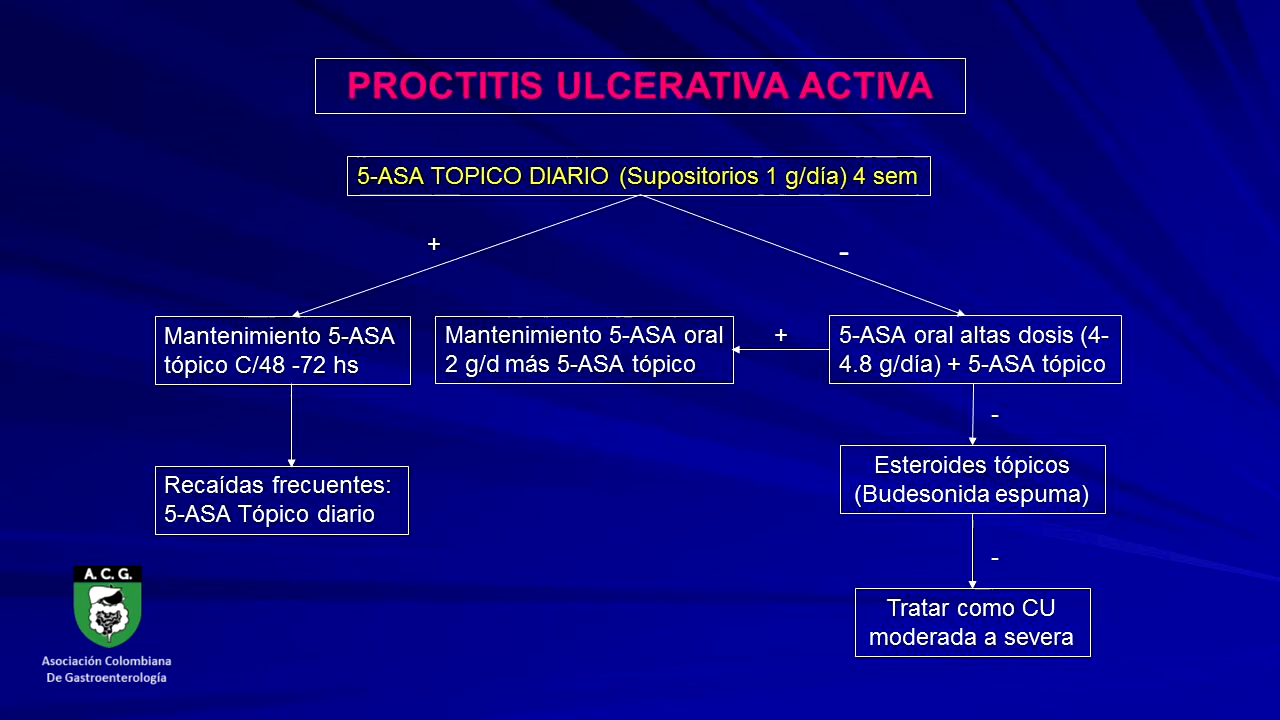 PROCTITIS ULCERATIVA ACTIVA
5-ASA TOPICO DIARIO (Supositorios 1 g/día) 4 sem
+
-
Mantenimiento 5-ASA
tópico C/48 -72 hs
Mantenimiento 5-ASA oral
2 g/d más 5-ASA tópico
+
5-ASA oral altas dosis (4-
4.8 g/día) + 5-ASA tópico
-
Recaídas frecuentes:
5-ASA Tópico diario
Esteroides tópicos
(Budesonida espuma)
-
Tratar como CU
moderada a severa
A. C. G.
Asociación Colombiana
De Gastroenterología